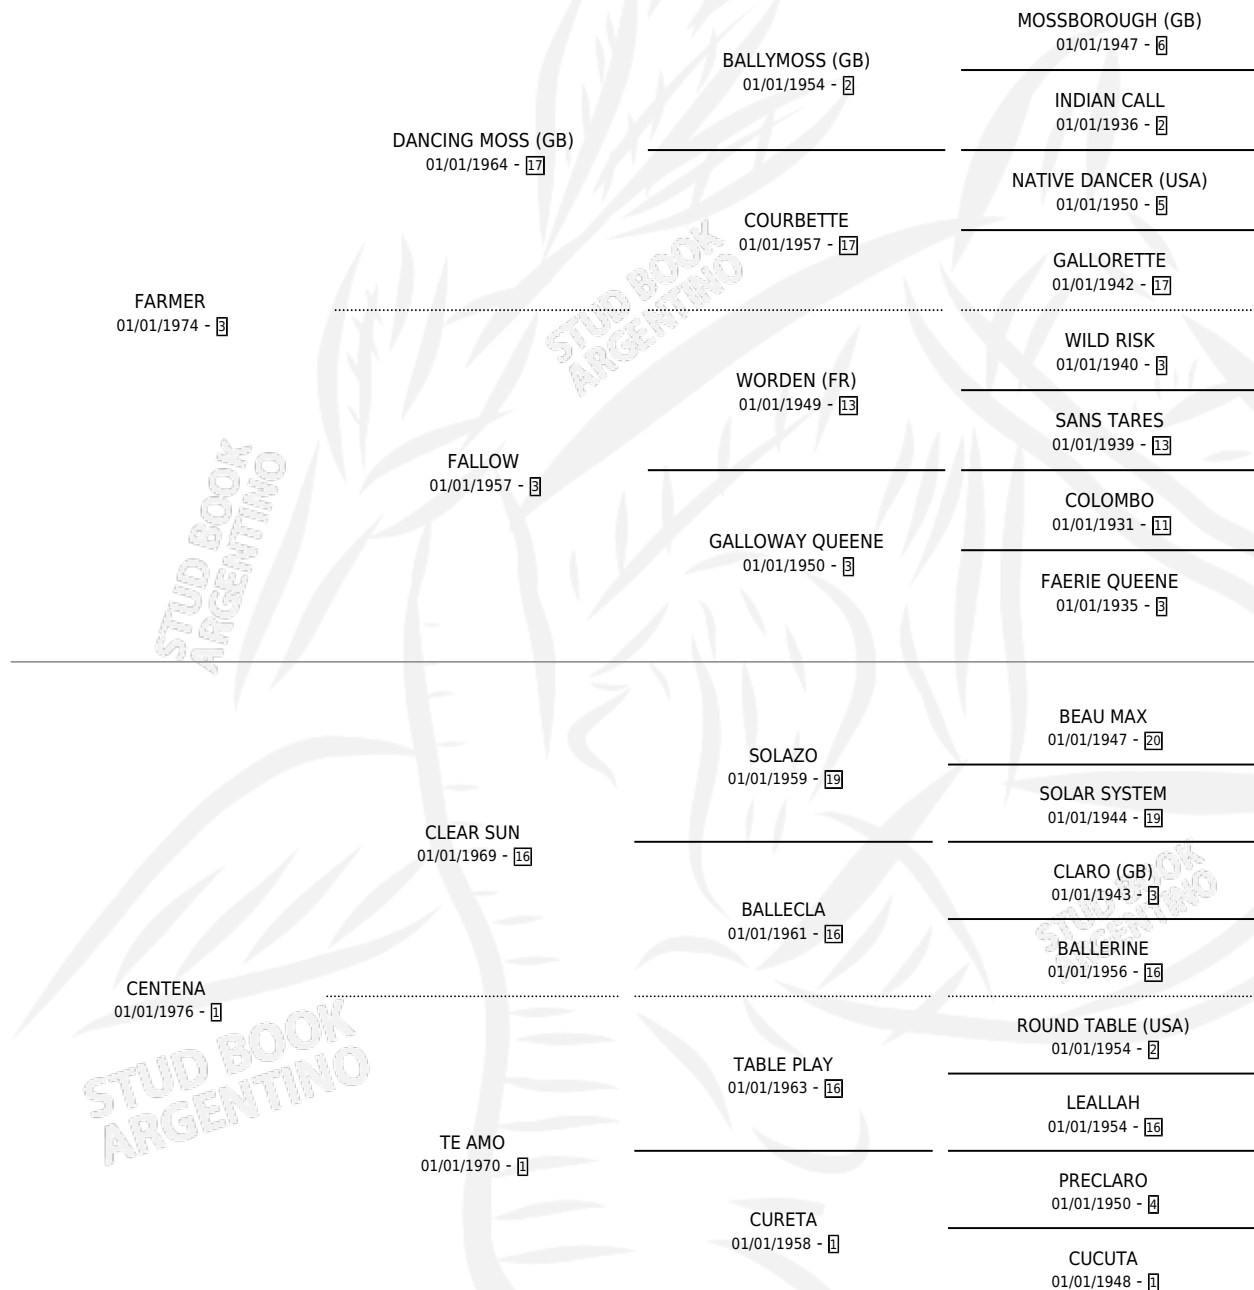 FARMER
01/01/1974 - 3
DANCING MOSS (GB)
01/01/1964 - 17
FALLOW
01/01/1957 - 3
BALLYMOSS (GB)
01/01/1954 - 2
COURBETTE
01/01/1957 - 17
WORDEN (FR)
01/01/1949 - 13
GALLOWAY QUEENE
01/01/1950 - 3
MOSSBOROUGH (GB)
01/01/1947 - 6
INDIAN CALL
01/01/1936 - 2
NATIVE DANCER (USA)
01/01/1950 - 5
GALLORETTE
01/01/1942 - 17
WILD RISK
01/01/1940 - 3
SANS TARES
01/01/1939 - 13
COLOMBO
01/01/1931 - 11
FAERIE QUEENE
01/01/1935 - 3
CENTENA
01/01/1976 - 1
CLEAR SUN
01/01/1969 - 16
TE AMO
01/01/1970 - 1
SOLAZO
01/01/1959 - 19
BALLECLA
01/01/1961 - 16
TABLE PLAY
01/01/1963 - 16
CURETA
01/01/1958 - 1
BEAU MAX
01/01/1947 - 20
SOLAR SYSTEM
01/01/1944 - 19
CLARO (GB)
01/01/1943 - 3
BALLERINE
01/01/1956 - 16
ROUND TABLE (USA)
01/01/1954 - 2
LEALLAH
01/01/1954 - 16
PRECLARO
01/01/1950 - 4
CUCUTA
01/01/1948 - 1
STUD BOOK
ARGENTINO
STUD BOOK
ARGENTINO
STUD BOOK
ARGENTINO
STUD BOOK
ARGENTINO